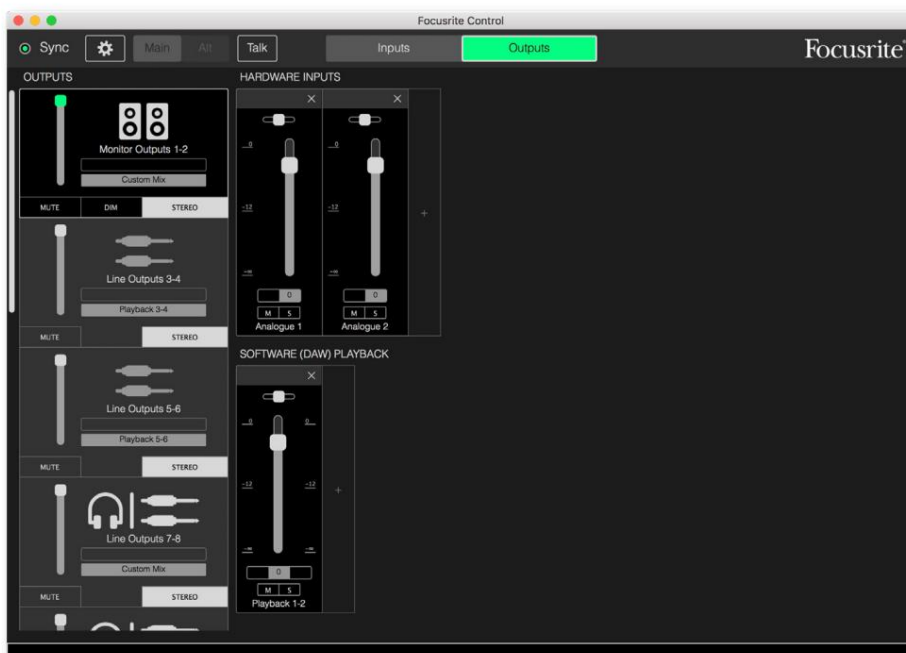 Focusrite Control
Sync
Main
Alt
Talk
Inputs
Outputs
Focusrite®
OUTPUTS
Monitor Outputs 1-2
Custom Mix
MUTE
DIM
STEREO
Line Outputs 3-4
Playback 3-4
MUTE
STEREO
Line Outputs 5-6
Playback 5-6
MUTE
STEREO
Line Outputs 7-8
Custom Mix
MUTE
STEREO
HARDWARE INPUTS
0
-12
-∞
0
M S
Analogue 1
0
-12
-∞
0
M S
Analogue 2
+
SOFTWARE (DAW) PLAYBACK
0 0
-12 -12
-∞ -∞
0
M S
Playback 1-2
+